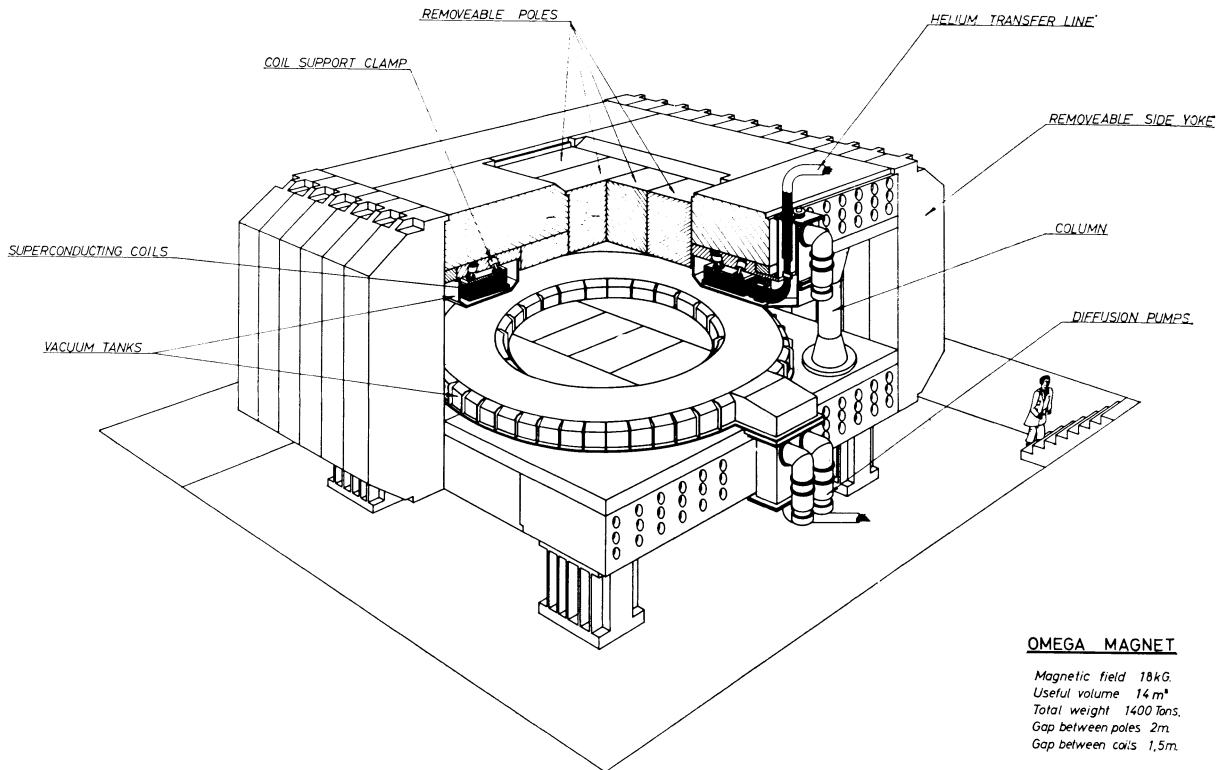 REMOVEABLE POLES
HELIUM TRANSFER LINE
COIL SUPPORT CLAMP
REMOVEABLE SIDE YOKE
SUPERCONDUCTING COILS
COLUMN
DIFFUSION PUMPS
VACUUM TANKS
OMEGA MAGNET
Magnetic field 18kG.
Useful volume 14 m³
Total weight 1400 Tons.
Gap between poles 2m.
Gap between coils 1,5m.